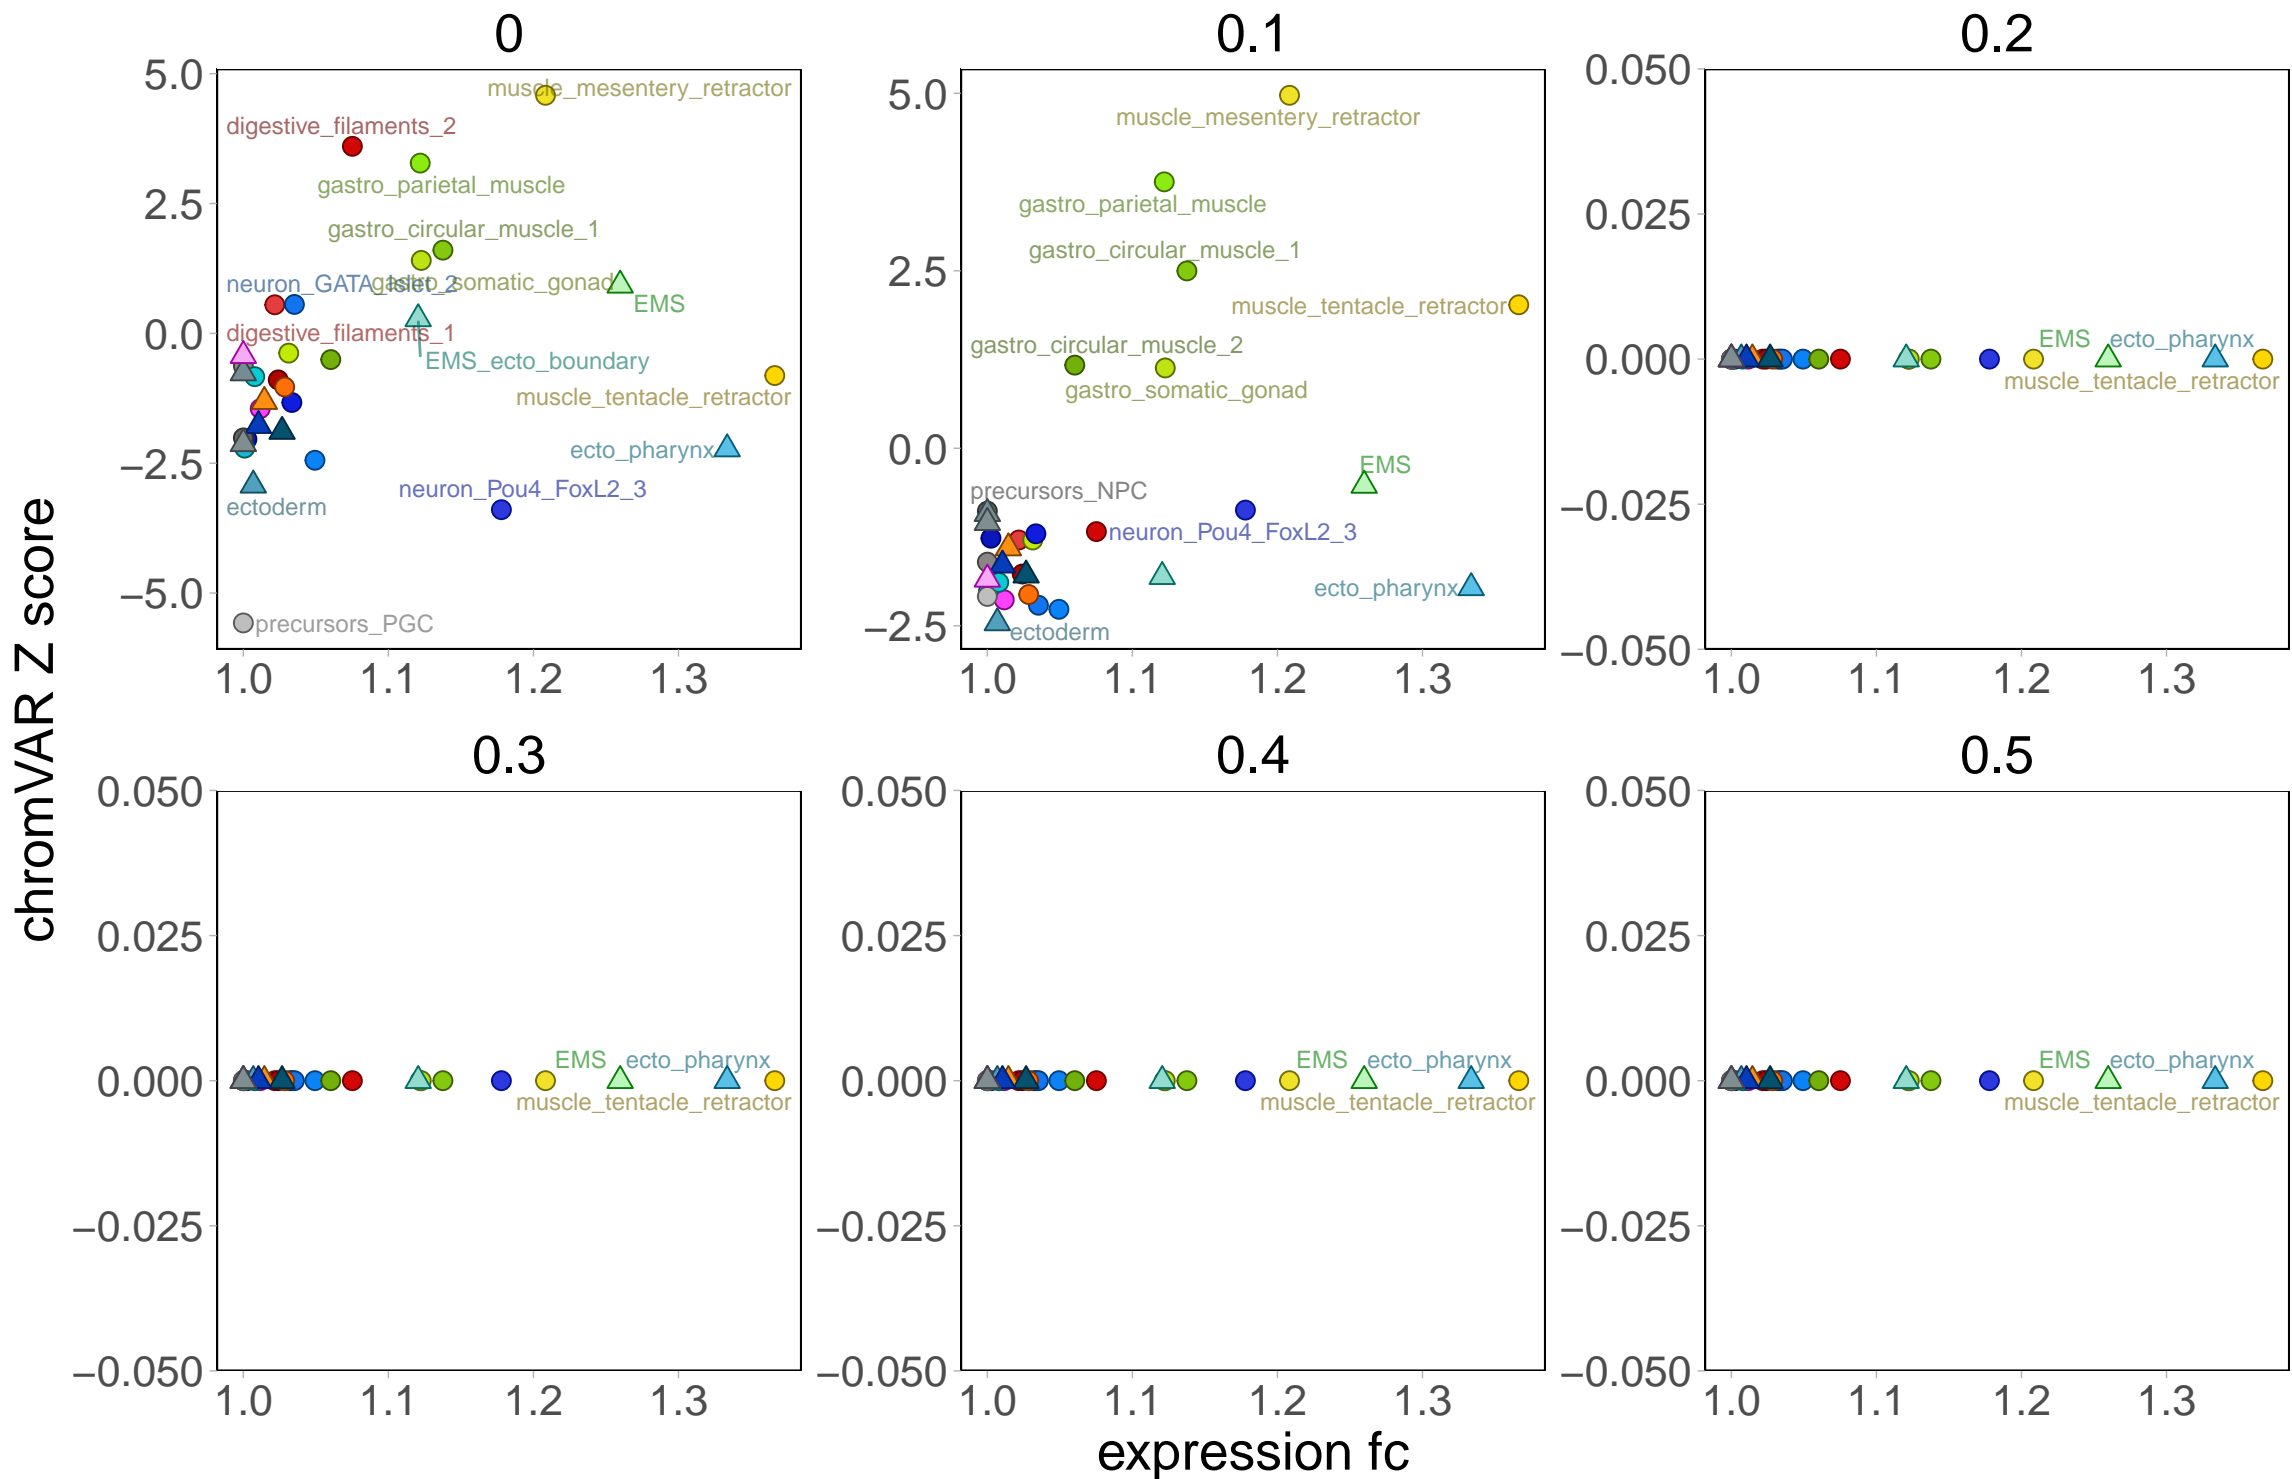 0
0.1
0.2
5.0
2.5
0.0
−2.5
−5.0
muscle_mesentery_retractor
digestive_filaments_2
gastro_parietal_muscle
gastro_circular_muscle_1
neuron_GATA_Islet_2
gastro_somatic_gonad
EMS
digestive_filaments_1
EMS_ecto_boundary
muscle_tentacle_retractor
ecto_pharynx
neuron_Pou4_FoxL2_3
ectoderm
precursors_PGC
1.0 1.1 1.2 1.3
5.0
2.5
0.0
−2.5
muscle_mesentery_retractor
gastro_parietal_muscle
gastro_circular_muscle_1
muscle_tentacle_retractor
gastro_circular_muscle_2
gastro_somatic_gonad
EMS
precursors_NPC
neuron_Pou4_FoxL2_3
ecto_pharynx
ectoderm
1.0 1.1 1.2 1.3
0.050
0.025
0.000
−0.025
−0.050
EMS ecto_pharynx
muscle_tentacle_retractor
1.0 1.1 1.2 1.3
chromVAR Z score
0.3
0.4
0.5
0.050
0.025
0.000
−0.025
−0.050
EMS ecto_pharynx
muscle_tentacle_retractor
1.0 1.1 1.2 1.3
0.050
0.025
0.000
−0.025
−0.050
EMS ecto_pharynx
muscle_tentacle_retractor
1.0 1.1 1.2 1.3
0.050
0.025
0.000
−0.025
−0.050
EMS ecto_pharynx
muscle_tentacle_retractor
1.0 1.1 1.2 1.3
expression fc